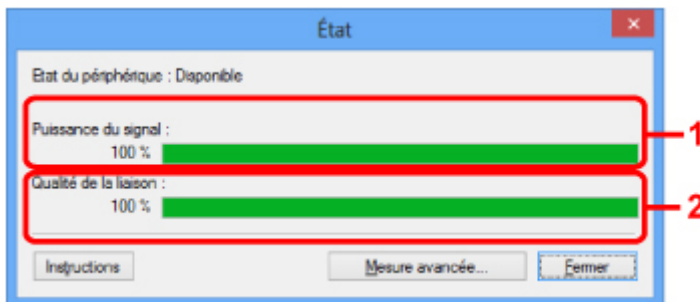 État
Etat du périphérique : Disponible
Puissance du signal :
100 %
1
Qualité de la liaison :
100 %
2
Instructions
Mesure avancée...
Fermer